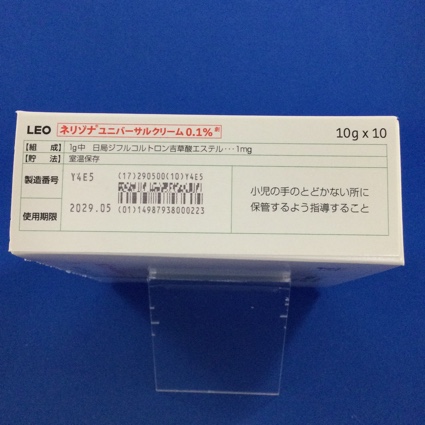 LEO ネリゾナ®ユニバーサルクリーム0.1% 10g x 10
【組 成】 1g中 日局ジフルコルトロン吉草酸エステル…1mg
【貯 法】 室温保存
製造番号 Y4E5 (17)290500(10)Y4E5
使用期限 2029.05 (01)14987938000223
小児の手のとどかない所に
保管するよう指導すること